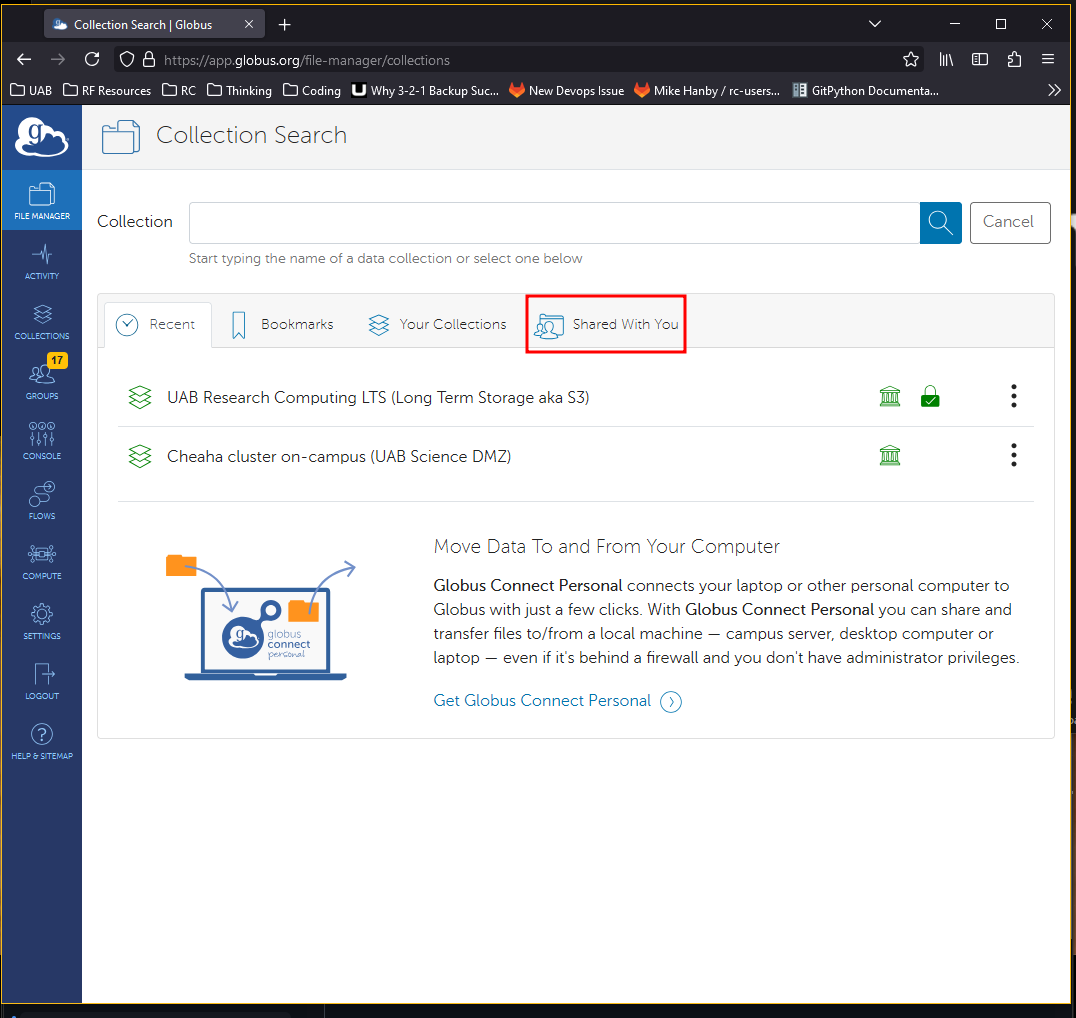 Collection Search | Globus
https://app.globus.org/file-manager/collections
UAB
RF Resources
RC
Thinking
Coding
Why 3-2-1 Backup Suc...
New Devops Issue
Mike Hanby / rc-users...
GitPython Documenta...
g
Collection Search
FILE MANAGER
ACTIVITY
COLLECTIONS
17
GROUPS
CONSOLE
FLOWS
COMPUTE
SETTINGS
LOGOUT
HELP & SITEMAP
Collection
Cancel
Start typing the name of a data collection or select one below
Recent
Bookmarks
Your Collections
Shared With You
UAB Research Computing LTS (Long Term Storage aka S3)
Cheaha cluster on-campus (UAB Science DMZ)
g
globus
connect
personal
Move Data To and From Your Computer
Globus Connect Personal connects your laptop or other personal computer to
Globus with just a few clicks. With Globus Connect Personal you can share and
transfer files to/from a local machine — campus server, desktop computer or
laptop — even if it's behind a firewall and you don't have administrator privileges.
Get Globus Connect Personal